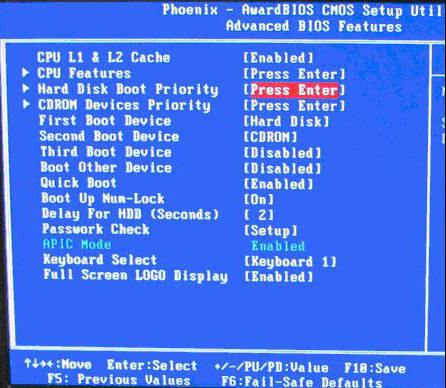 Phoenix - AwardBIOS CMOS Setup Util
Advanced BIOS Features
CPU L1 & L2 Cache [Enabled]
▶ CPU Features [Press Enter]
▶ Hard Disk Boot Priority [Press Enter]
▶ CDROM Devices Priority [Press Enter]
First Boot Device [Hard Disk]
Second Boot Device [CDROM]
Third Boot Device [Disabled]
Boot Other Device [Disabled]
Quick Boot [Enabled]
Boot Up Num-Lock [On]
Delay For HDD (Seconds) [ 2]
Passwork Check [Setup]
APIC Mode Enabled
Keyboard Select [Keyboard 1]
Full Screen LOGO Display [Enabled]
↑↓→←:Move Enter:Select +/-/PU/PD:Value F10:Save
F5: Previous Values F6:Fail-Safe Defaults